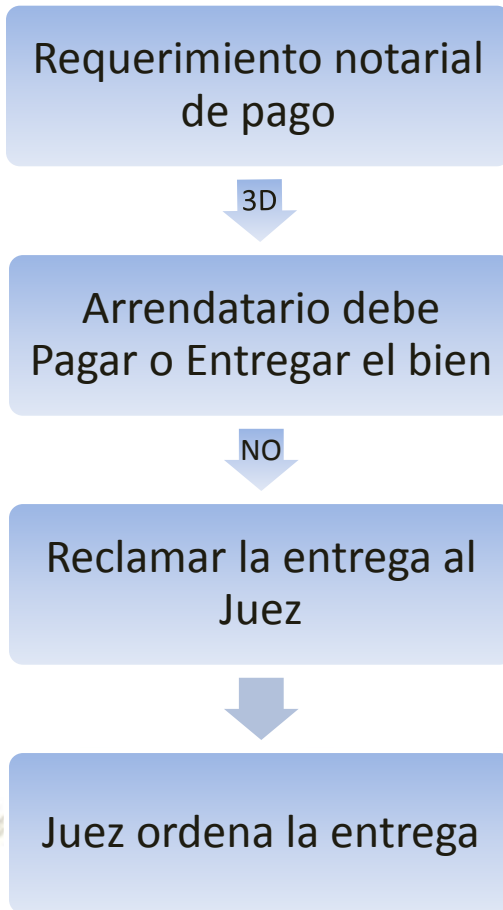 Requerimiento notarial
de pago
3D
Arrendatario debe
Pagar o Entregar el bien
NO
Reclamar la entrega al
Juez
Juez ordena la entrega